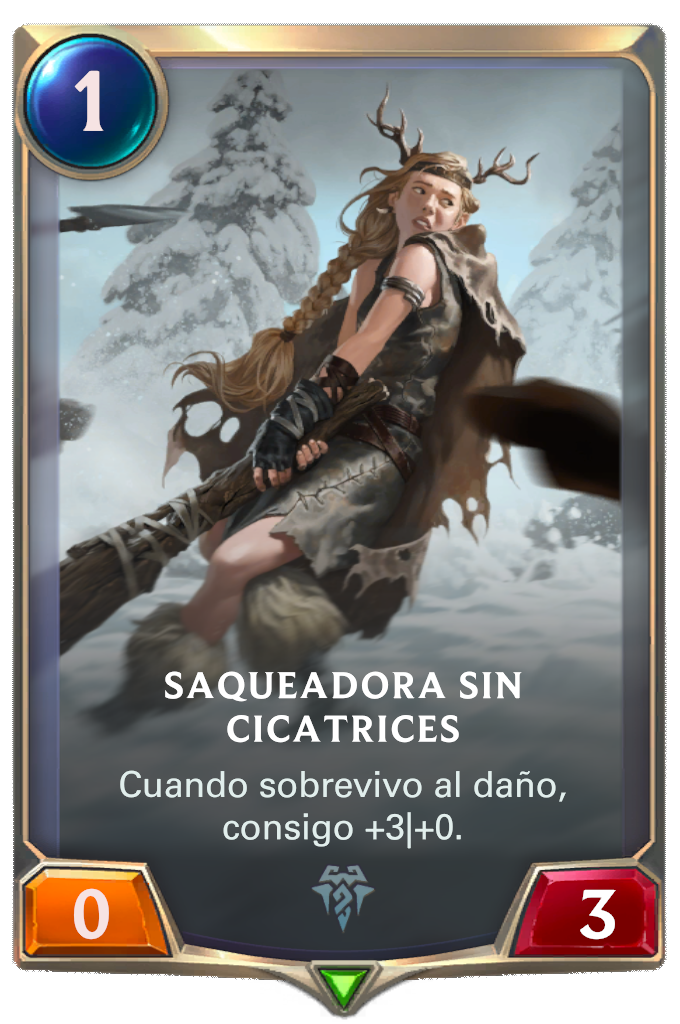 1
SAQUEADORA SIN
CICATRICES
Cuando sobrevivo al daño,
consigo +3|+0.
0
3